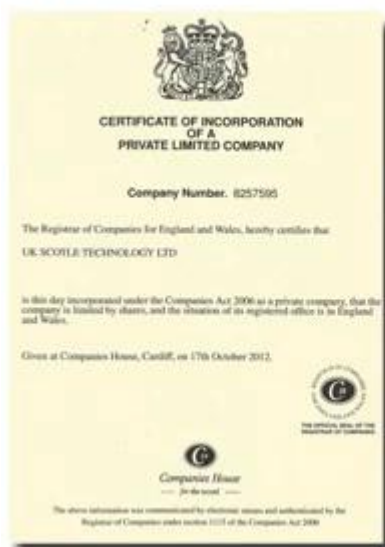 CERTIFICATE OF INCORPORATION
OF A
PRIVATE LIMITED COMPANY
Company Number. 8257595
The Registrar of Companies for England and Wales, hereby certifies that
UK SCOTLE TECHNOLOGY LTD
is this day incorporated under the Companies Act 2006 as a private company, that the
company is limited by shares, and the situation of its registered office is in England
and Wales.
Given at Companies House, Cardiff, on 17th October 2012.
THE OFFICIAL SEAL OF THE
REGISTRAR OF COMPANIES
Companies House
for the record
The above information was communicated by electronic means and authenticated by the
Registrar of Companies under section 1115 of the Companies Act 2006